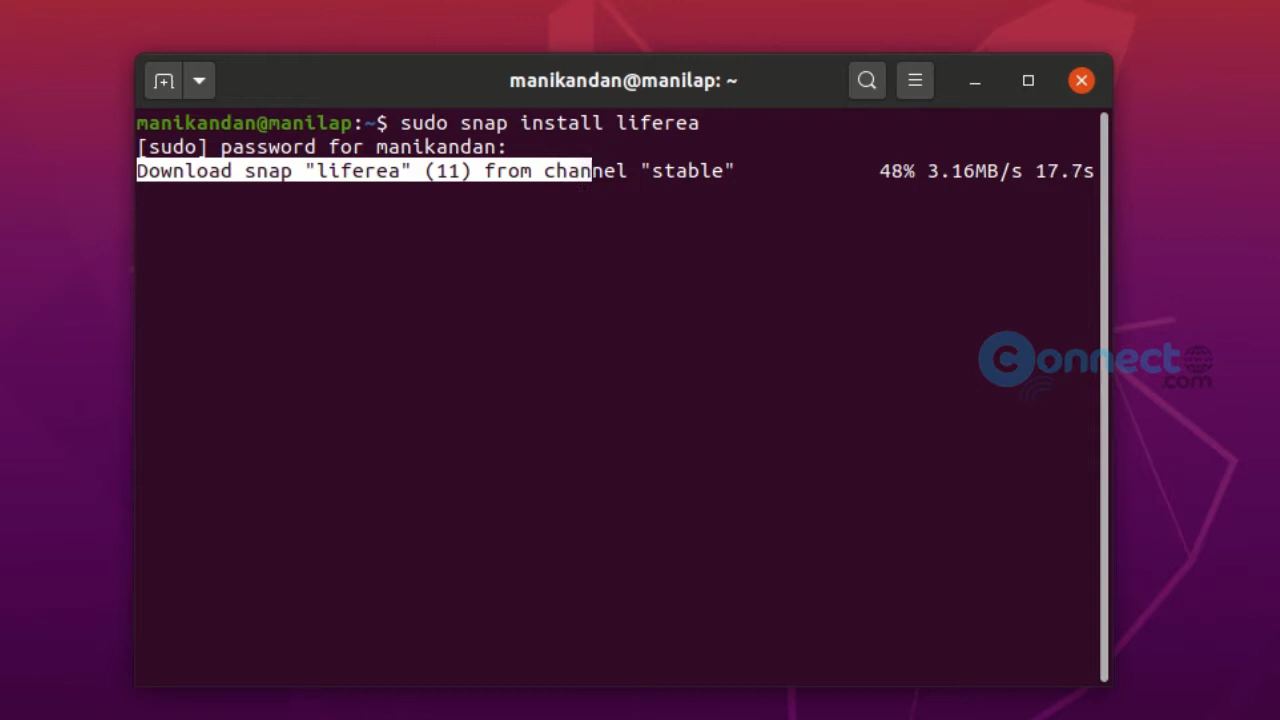 manikandan@manilap: ~
manikandan@manilap:~$ sudo snap install liferea
[sudo] password for manikandan:
Download snap "liferea" (11) from channel "stable" 48% 3.16MB/s 17.7s
Connect
.com